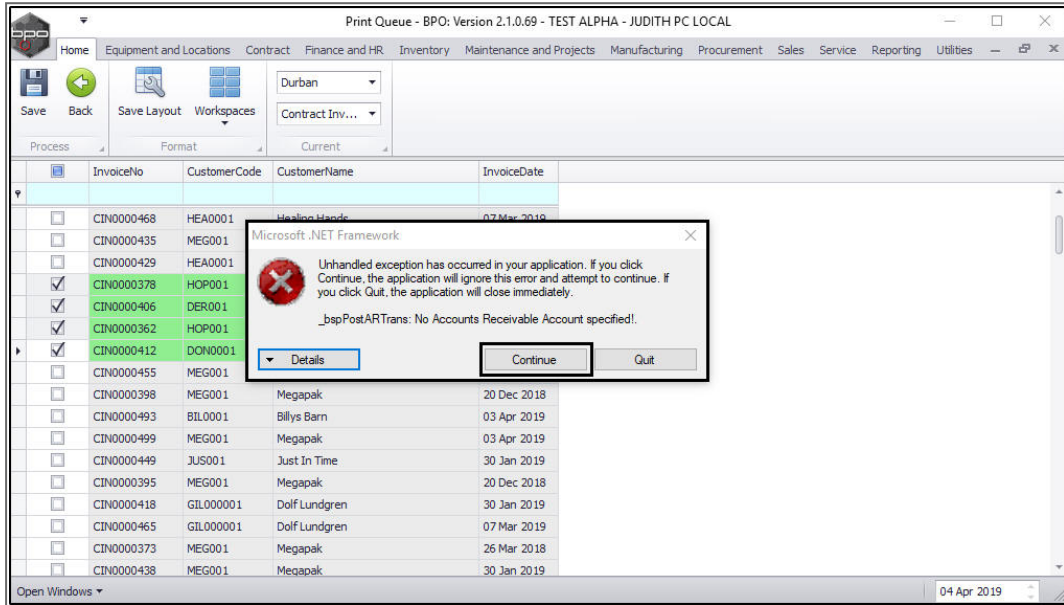 bpo
Print Queue - BPO: Version 2.1.0.69 - TEST ALPHA - JUDITH PC LOCAL
Home Equipment and Locations Contract Finance and HR Inventory Maintenance and Projects Manufacturing Procurement Sales Service Reporting Utilities
Durban
Save Back Save Layout Workspaces Contract Inv...
Process Format Current
InvoiceNo CustomerCode CustomerName InvoiceDate
CIN0000468 HEA0001 Healing Hands 07 Mar 2019
CIN0000435 MEG001
CIN0000429 HEA0001
CIN0000378 HOP001
CIN0000406 DER001
CIN0000362 HOP001
CIN0000412 DON0001
CIN0000455 MEG001
Microsoft .NET Framework
Unhandled exception has occurred in your application. If you click
Continue, the application will ignore this error and attempt to continue. If
you click Quit, the application will close immediately.
_bspPostARTrans: No Accounts Receivable Account specified!.
Details Continue Quit
CIN0000398 MEG001 Megapak 20 Dec 2018
CIN0000493 BIL0001 Billys Barn 03 Apr 2019
CIN0000499 MEG001 Megapak 03 Apr 2019
CIN0000449 JUS001 Just In Time 30 Jan 2019
CIN0000395 MEG001 Megapak 20 Dec 2018
CIN0000418 GIL000001 Dolf Lundgren 30 Jan 2019
CIN0000465 GIL000001 Dolf Lundgren 07 Mar 2019
CIN0000373 MEG001 Megapak 26 Mar 2018
CIN0000438 MEG001 Megapak 30 Jan 2019
Open Windows 04 Apr 2019